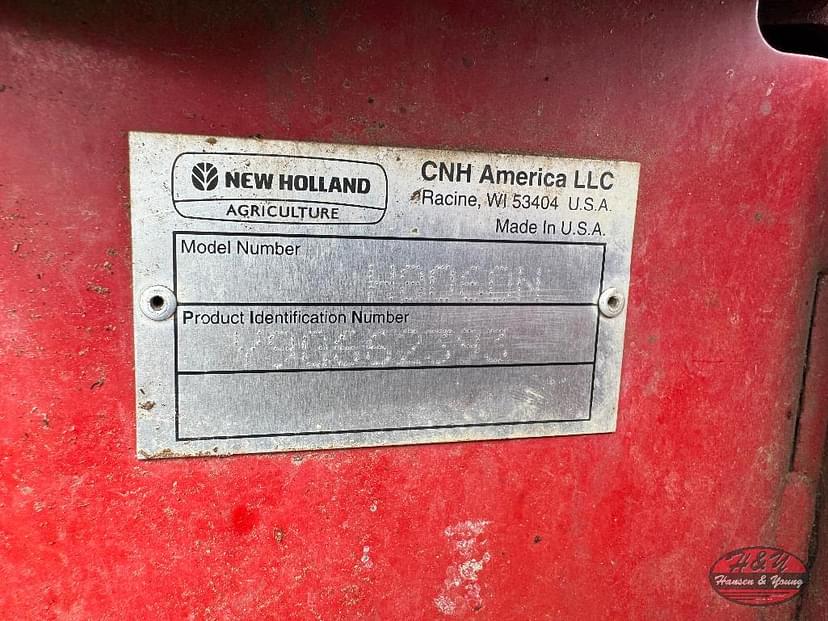 NEW HOLLAND
AGRICULTURE
CNH America LLC
Racine, WI 53404 U.S.A.
Made In U.S.A.
Model Number
Product Identification Number
H&Y
Hansen & Young